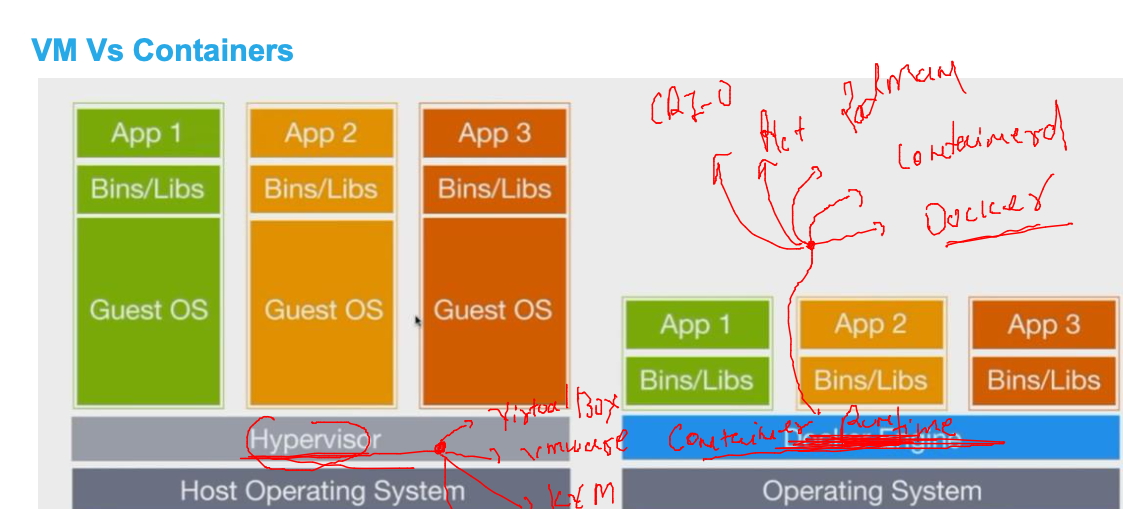 VM Vs Containers
App 1
Bins/Libs
Guest OS
App 2
Bins/Libs
Guest OS
App 3
Bins/Libs
Guest OS
Hypervisor
Virtual Box
vmware
KVM
Host Operating System
CRI-O
Podman
Containerd
Docker
App 1
Bins/Libs
App 2
Bins/Libs
App 3
Bins/Libs
Container Runtime
Docker Engine
Operating System